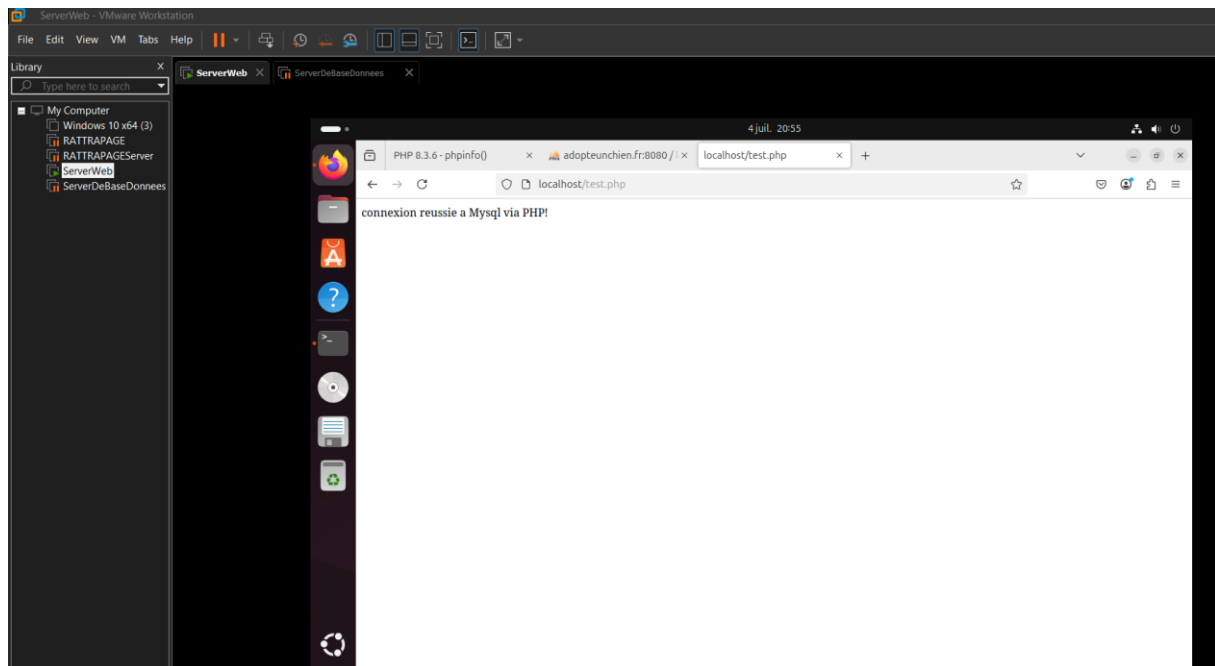 ServerWeb - VMware Workstation
File Edit View VM Tabs Help
Library X
Type here to search
ServerWeb X ServerDeBaseDonnees X
My Computer
Windows 10 x64 (3)
RATTRAPAGE
RATTRAPAGEServer
ServerWeb
ServerDeBaseDonnees
4 juil. 20:55
PHP 8.3.6 - phpinfo() × adopteunchien.fr:8080 / × localhost/test.php × +
localhost/test.php
connexion reussie a Mysql via PHP!